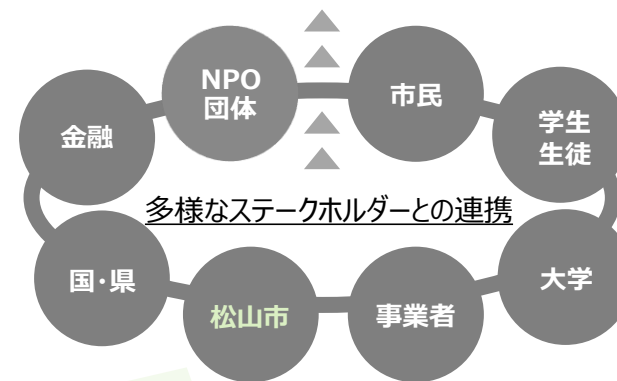 NPO
団体
市民
金融
学生
生徒
多様なステークホルダーとの連携
国・県
大学
松山市
事業者